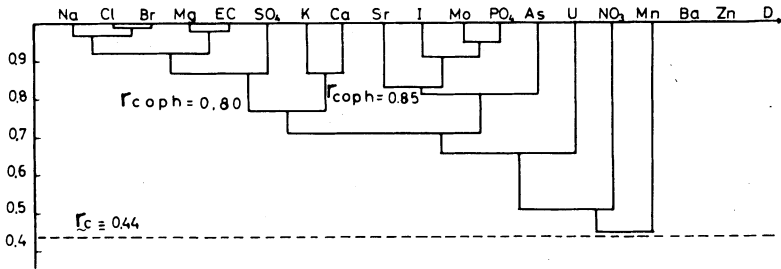 Na Cl Br Mg EC SO₄ K Ca Sr I Mo PO₄ As U NO₃ Mn Ba Zn D
0,9
0,8
rcoph=0,80
rcoph=0.85
0,7
0,6
0,5
rc ≅ 0.44
0,4